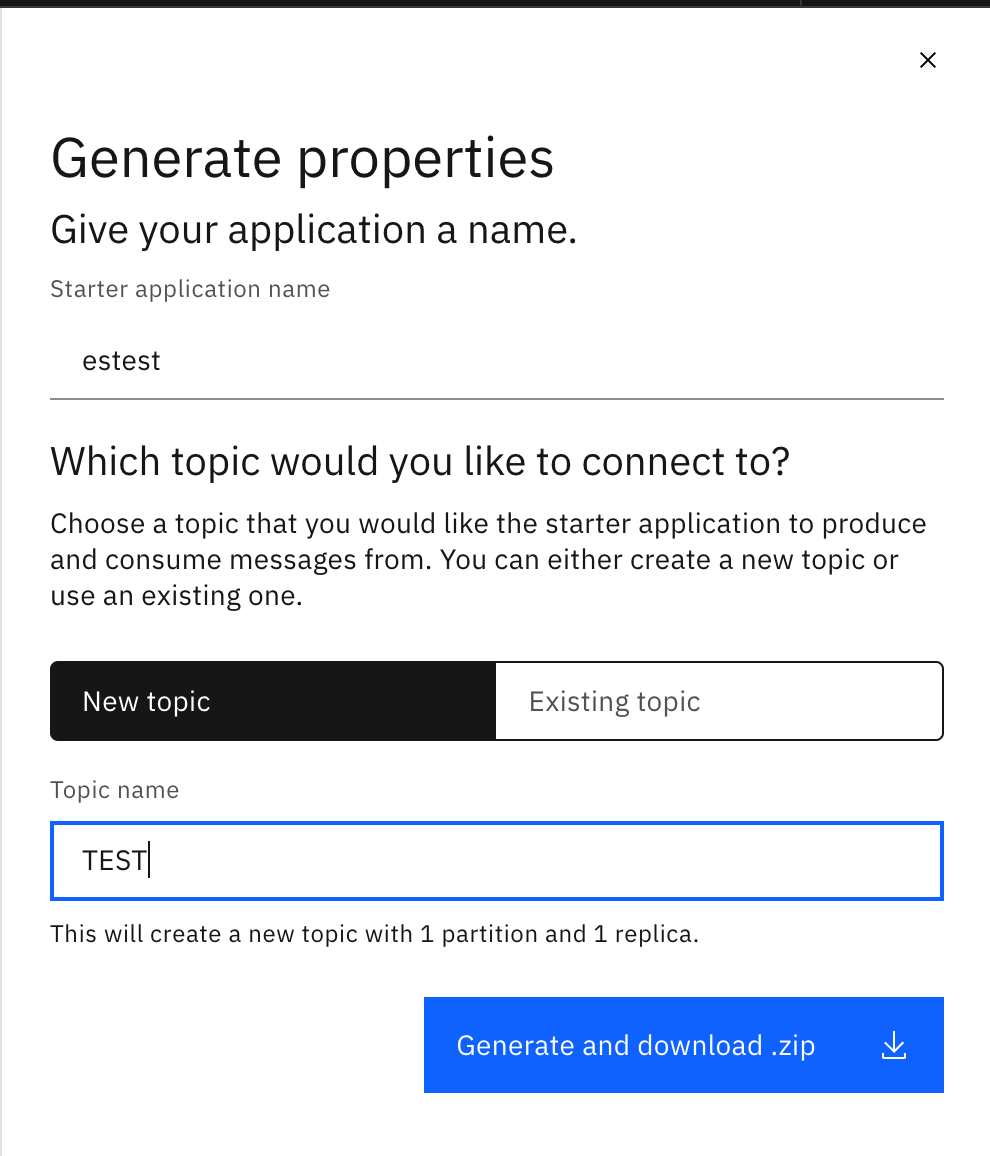 Generate properties
Give your application a name.
Starter application name
estest
Which topic would you like to connect to?
Choose a topic that you would like the starter application to produce
and consume messages from. You can either create a new topic or
use an existing one.
New topic
Existing topic
Topic name
TEST
This will create a new topic with 1 partition and 1 replica.
Generate and download .zip